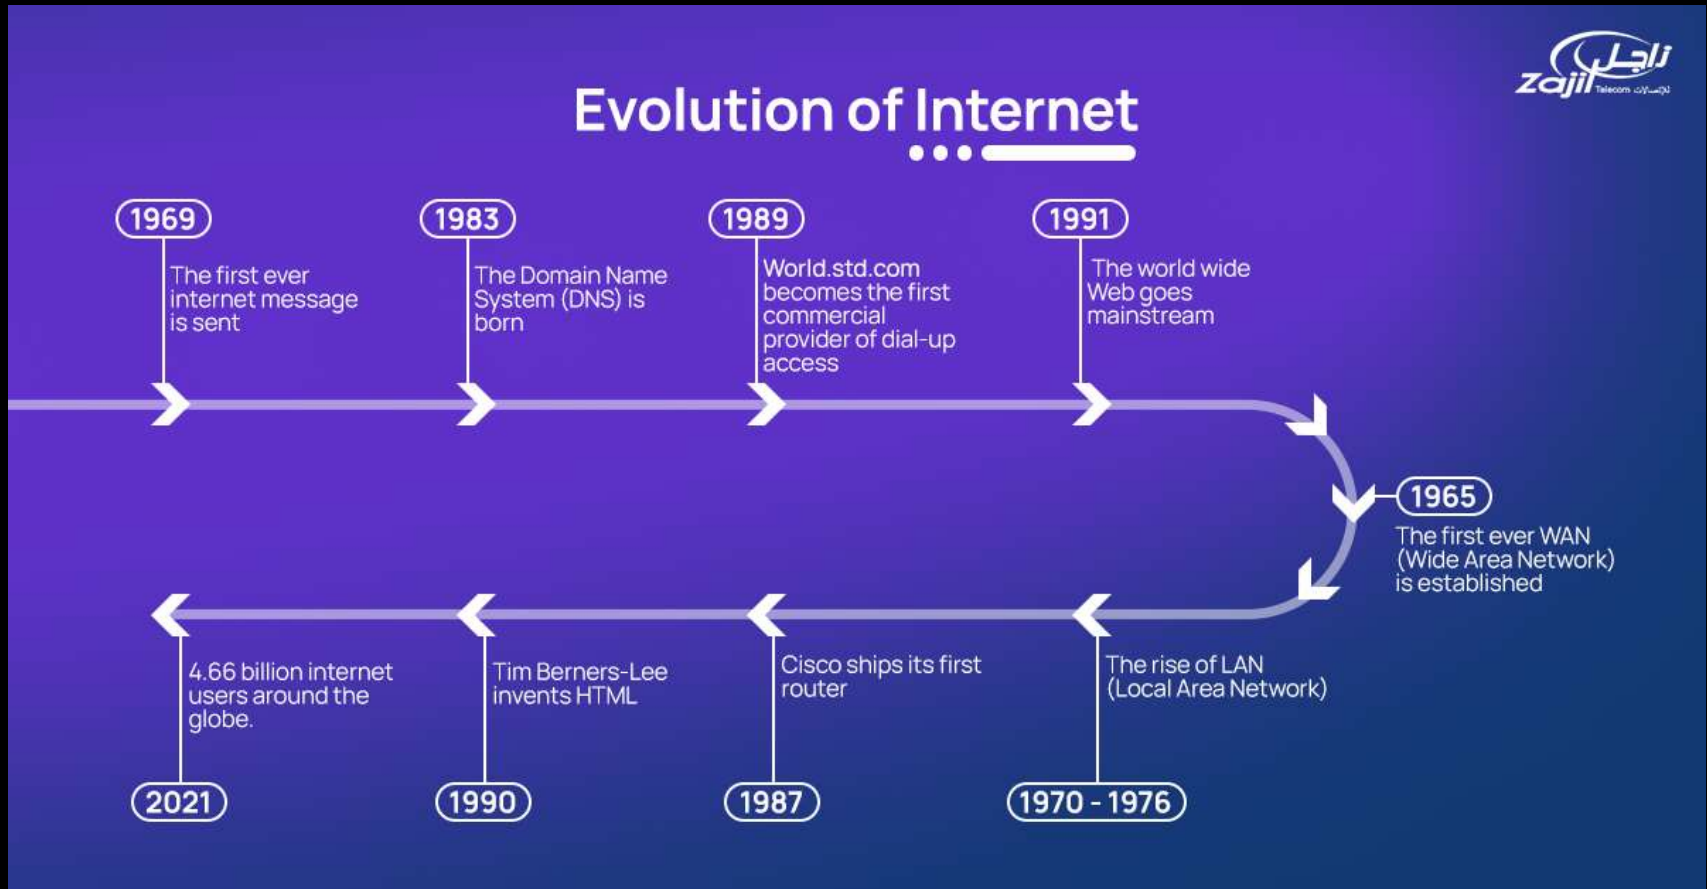 زاجل
Zajil Telecom للإتصالات
Evolution of Internet
1969
The first ever
internet message
is sent
1983
The Domain Name
System (DNS) is
born
1989
World.std.com
becomes the first
commercial
provider of dial-up
access
1991
The world wide
Web goes
mainstream
1965
The first ever WAN
(Wide Area Network)
is established
The rise of LAN
(Local Area Network)
1970 - 1976
Cisco ships its first
router
1987
Tim Berners-Lee
invents HTML
1990
4.66 billion internet
users around the
globe.
2021